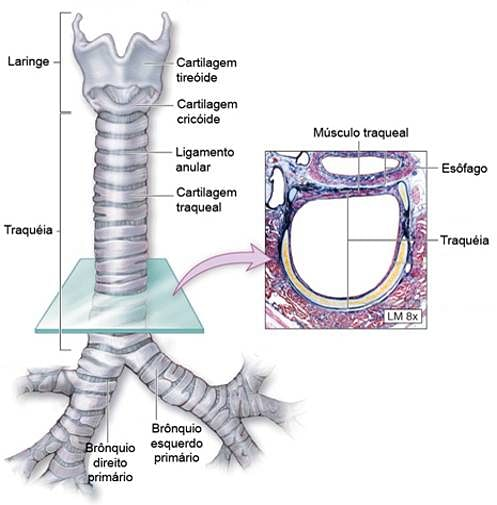 Laringe
Cartilagem
tireóide
Cartilagem
cricóide
Ligamento
anular
Cartilagem
traqueal
Traquéia
Músculo traqueal
Esôfago
Traquéia
LM 8x
Brônquio
esquerdo
primário
Brônquio
direito
primário